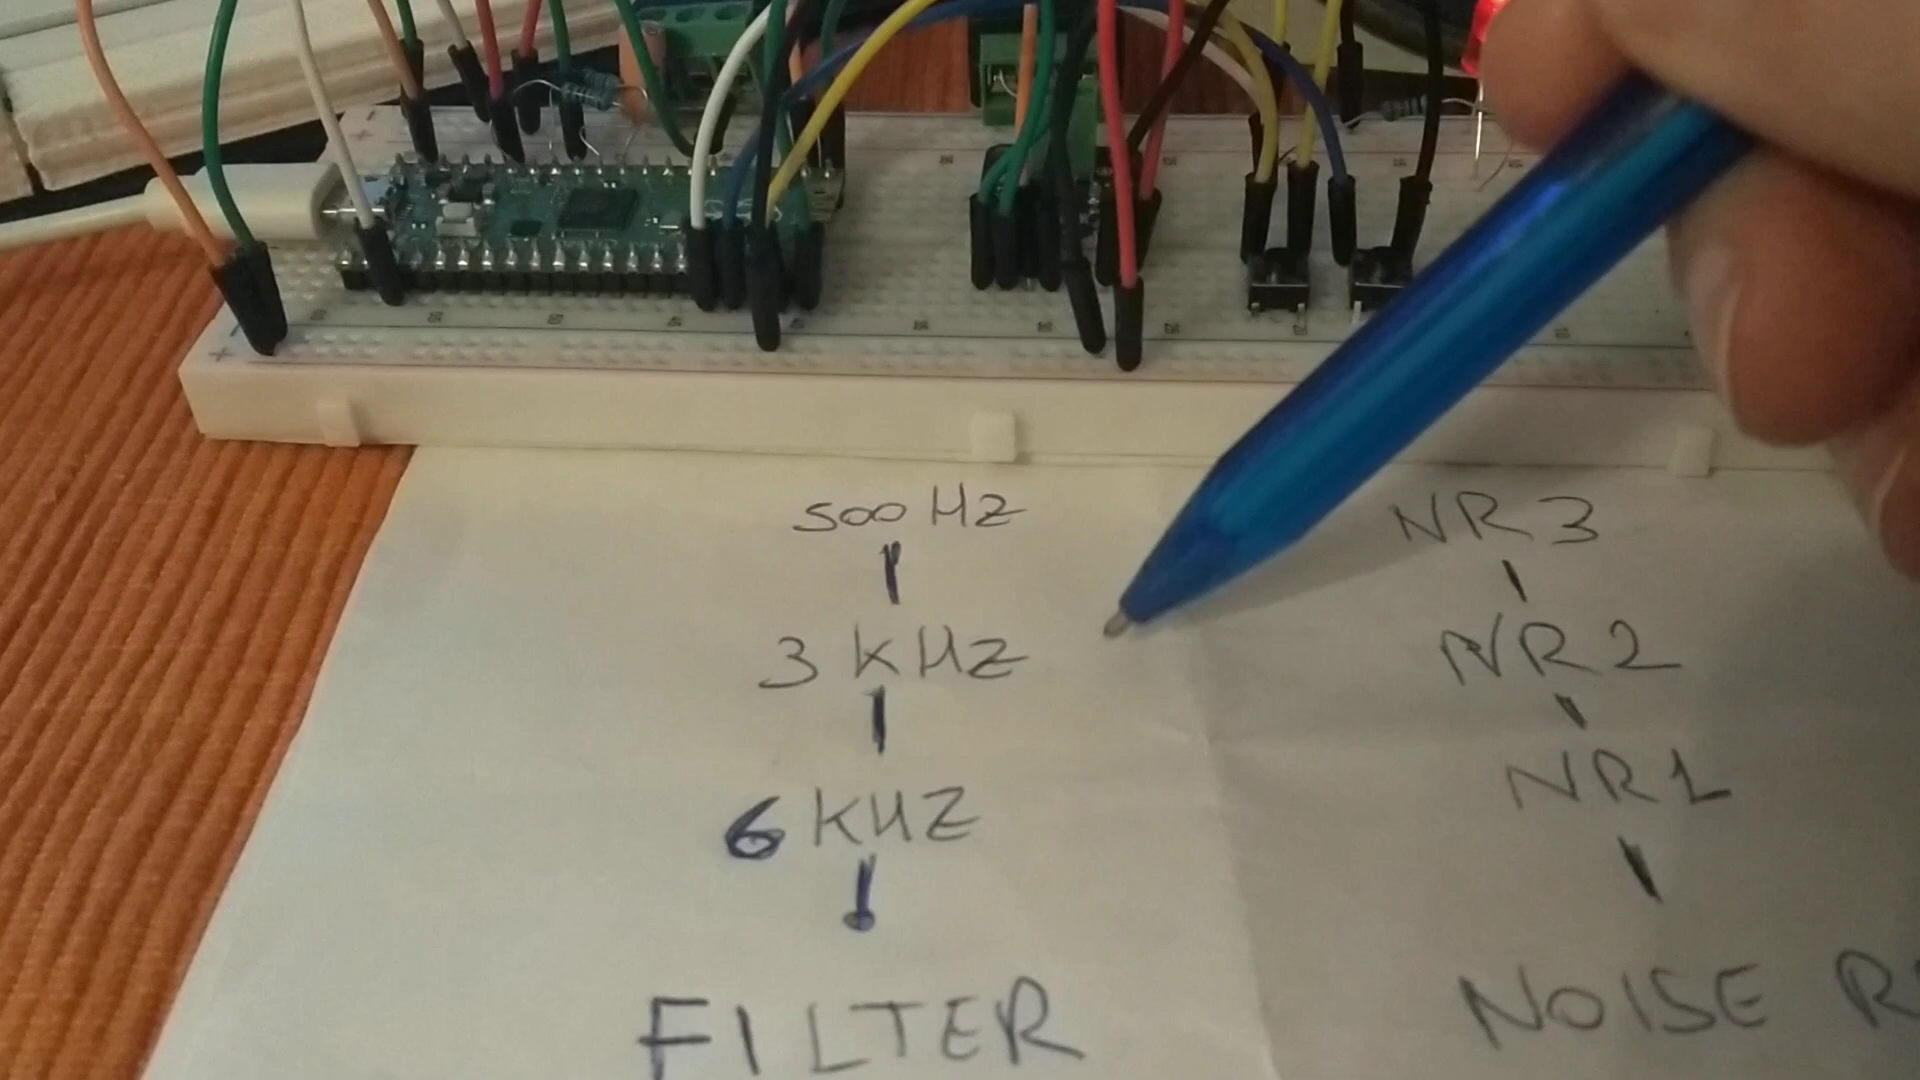 500 Hz
3 KHz
6 KHZ
FILTER
NR3
NR2
NR1
NOISE R